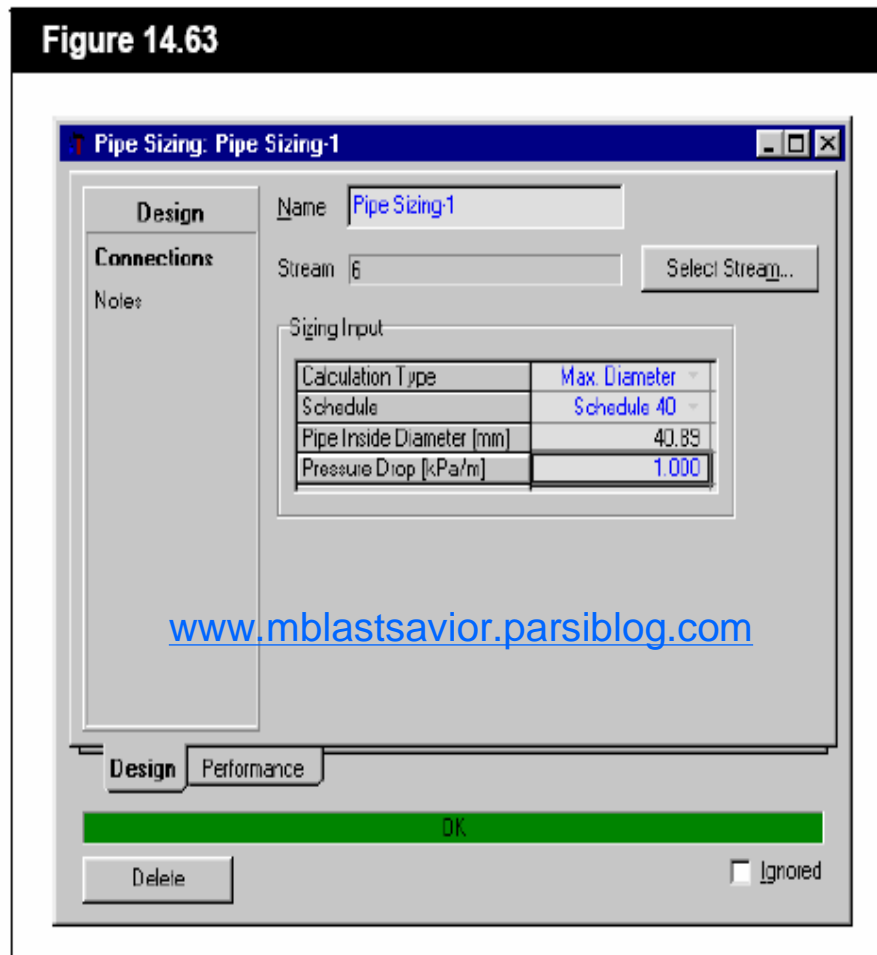 Figure 14.63
Pipe Sizing: Pipe Sizing-1
Design
Connections
Notes
Name Pipe Sizing-1
Stream 6 Select Stream...
Sizing Input
Calculation Type Max. Diameter
Schedule Schedule 40
Pipe Inside Diameter [mm] 40.89
Pressure Drop [kPa/m] 1.000
www.mblastsavior.parsiblog.com
Design Performance
OK
Delete Ignored